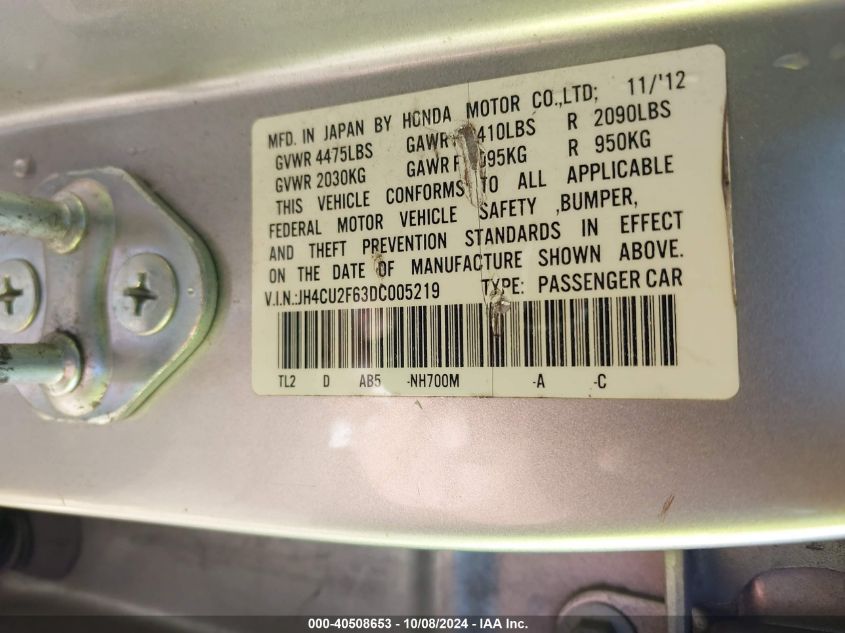 MFD. IN JAPAN BY HONDA MOTOR CO.,LTD; 11/'12
GVWR 4475LBS GAWR 410LBS R 2090LBS
GVWR 2030KG GAWR F 095KG R 950KG
THIS VEHICLE CONFORMS TO ALL APPLICABLE
FEDERAL MOTOR VEHICLE SAFETY ,BUMPER,
AND THEFT PREVENTION STANDARDS IN EFFECT
ON THE DATE OF MANUFACTURE SHOWN ABOVE.
V.I.N.:JH4CU2F63DC005219 TYPE: PASSENGER CAR
TL2 D AB5 -NH700M -A -C
000-40508653 - 10/08/2024 - IAA Inc.